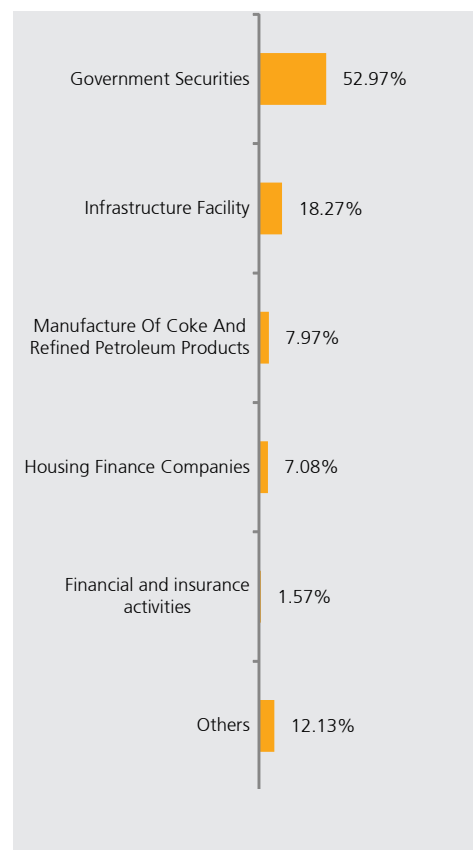 Government Securities 52.97%
Infrastructure Facility 18.27%
Manufacture Of Coke And
Refined Petroleum Products 7.97%
Housing Finance Companies 7.08%
Financial and insurance
activities 1.57%
Others 12.13%